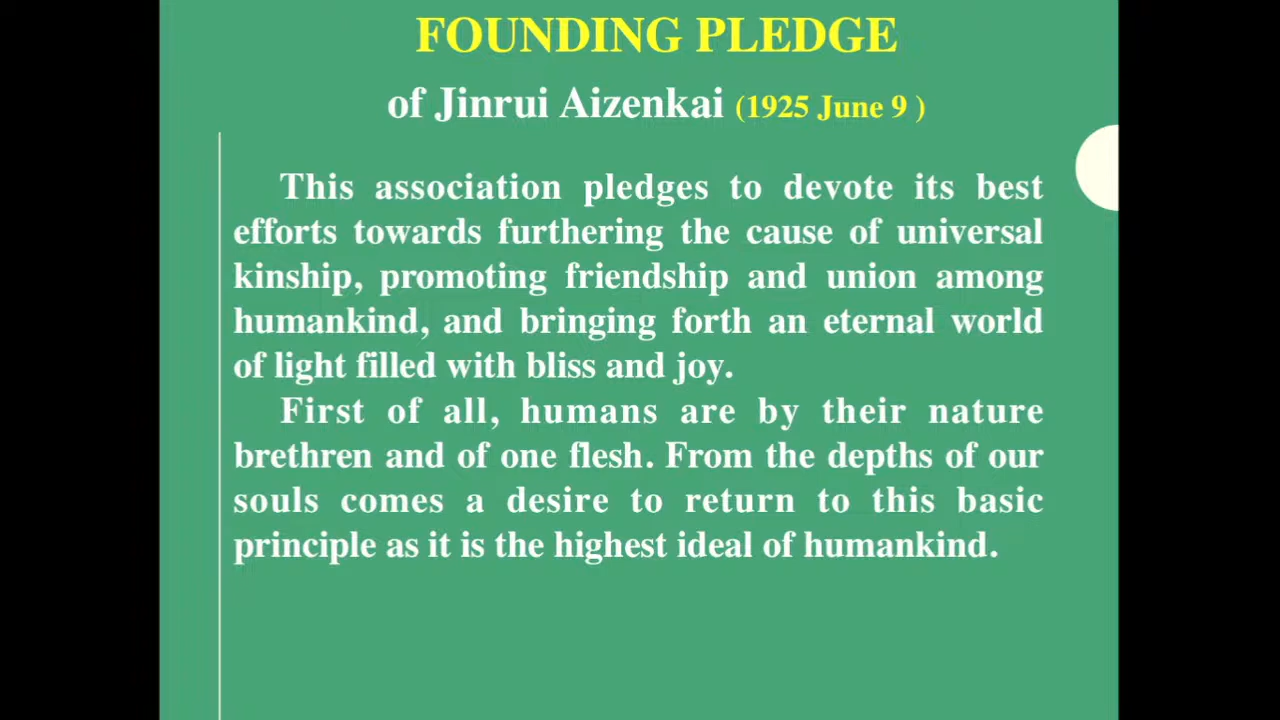 FOUNDING PLEDGE
of Jinrui Aizenkai (1925 June 9 )
This association pledges to devote its best
efforts towards furthering the cause of universal
kinship, promoting friendship and union among
humankind, and bringing forth an eternal world
of light filled with bliss and joy.
First of all, humans are by their nature
brethren and of one flesh. From the depths of our
souls comes a desire to return to this basic
principle as it is the highest ideal of humankind.